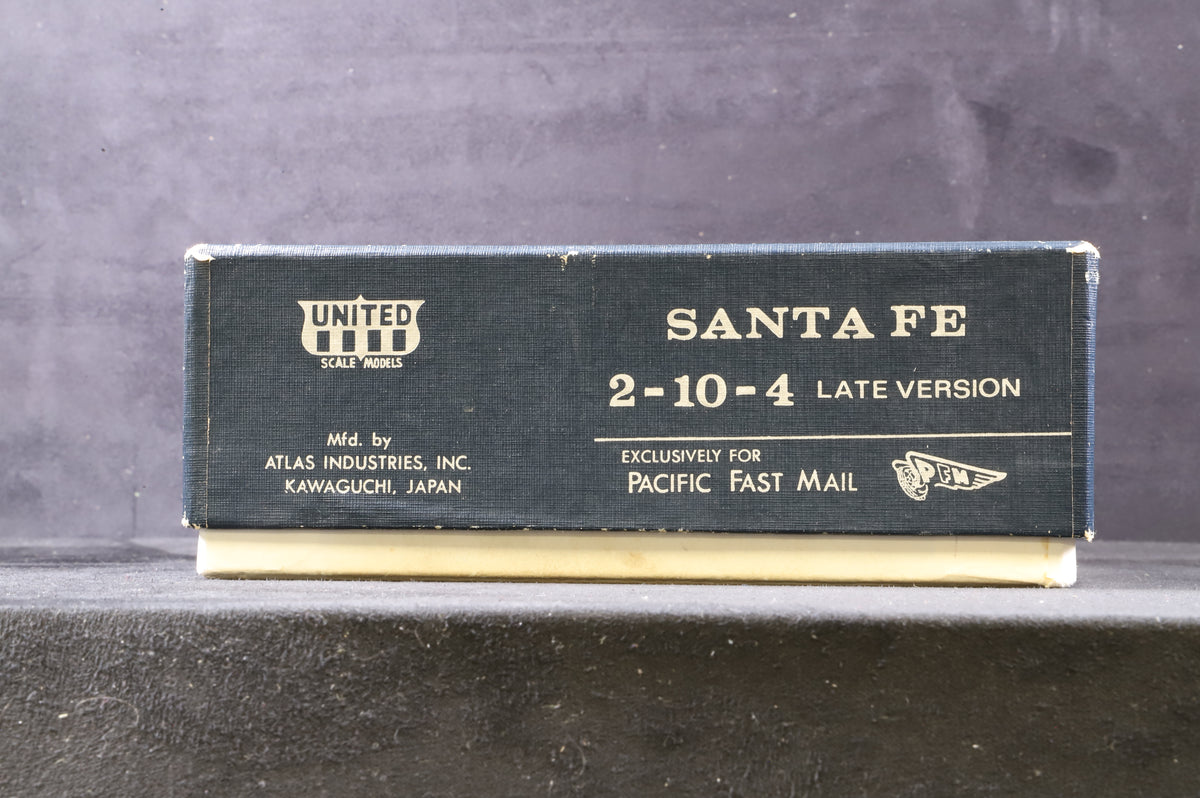 UNITED
SCALE MODELS
Mfd. by
ATLAS INDUSTRIES, INC.
KAWAGUCHI, JAPAN
SANTA FE
2-10-4 LATE VERSION
EXCLUSIVELY FOR
PACIFIC FAST MAIL
PFM